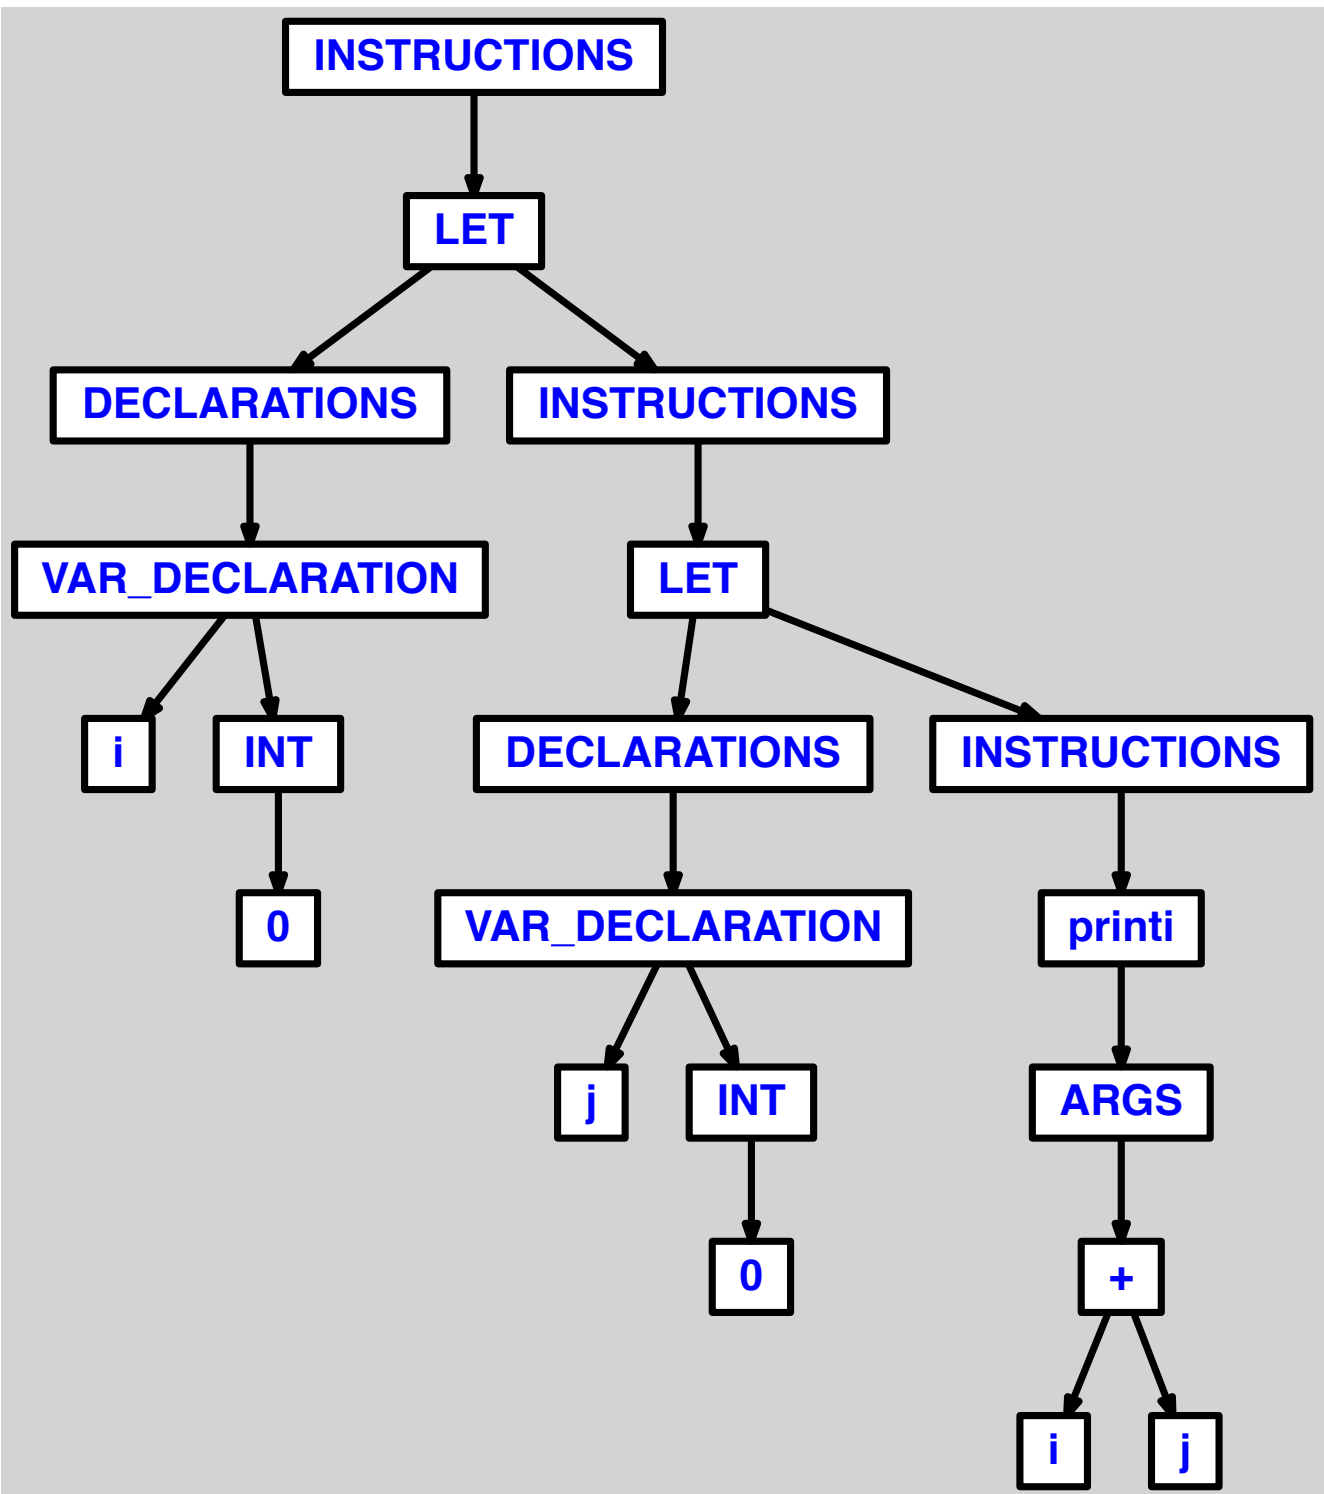 INSTRUCTIONS
LET
DECLARATIONS INSTRUCTIONS
VAR_DECLARATION LET
i INT DECLARATIONS INSTRUCTIONS
0 VAR_DECLARATION printi
j INT ARGS
0 +
i j